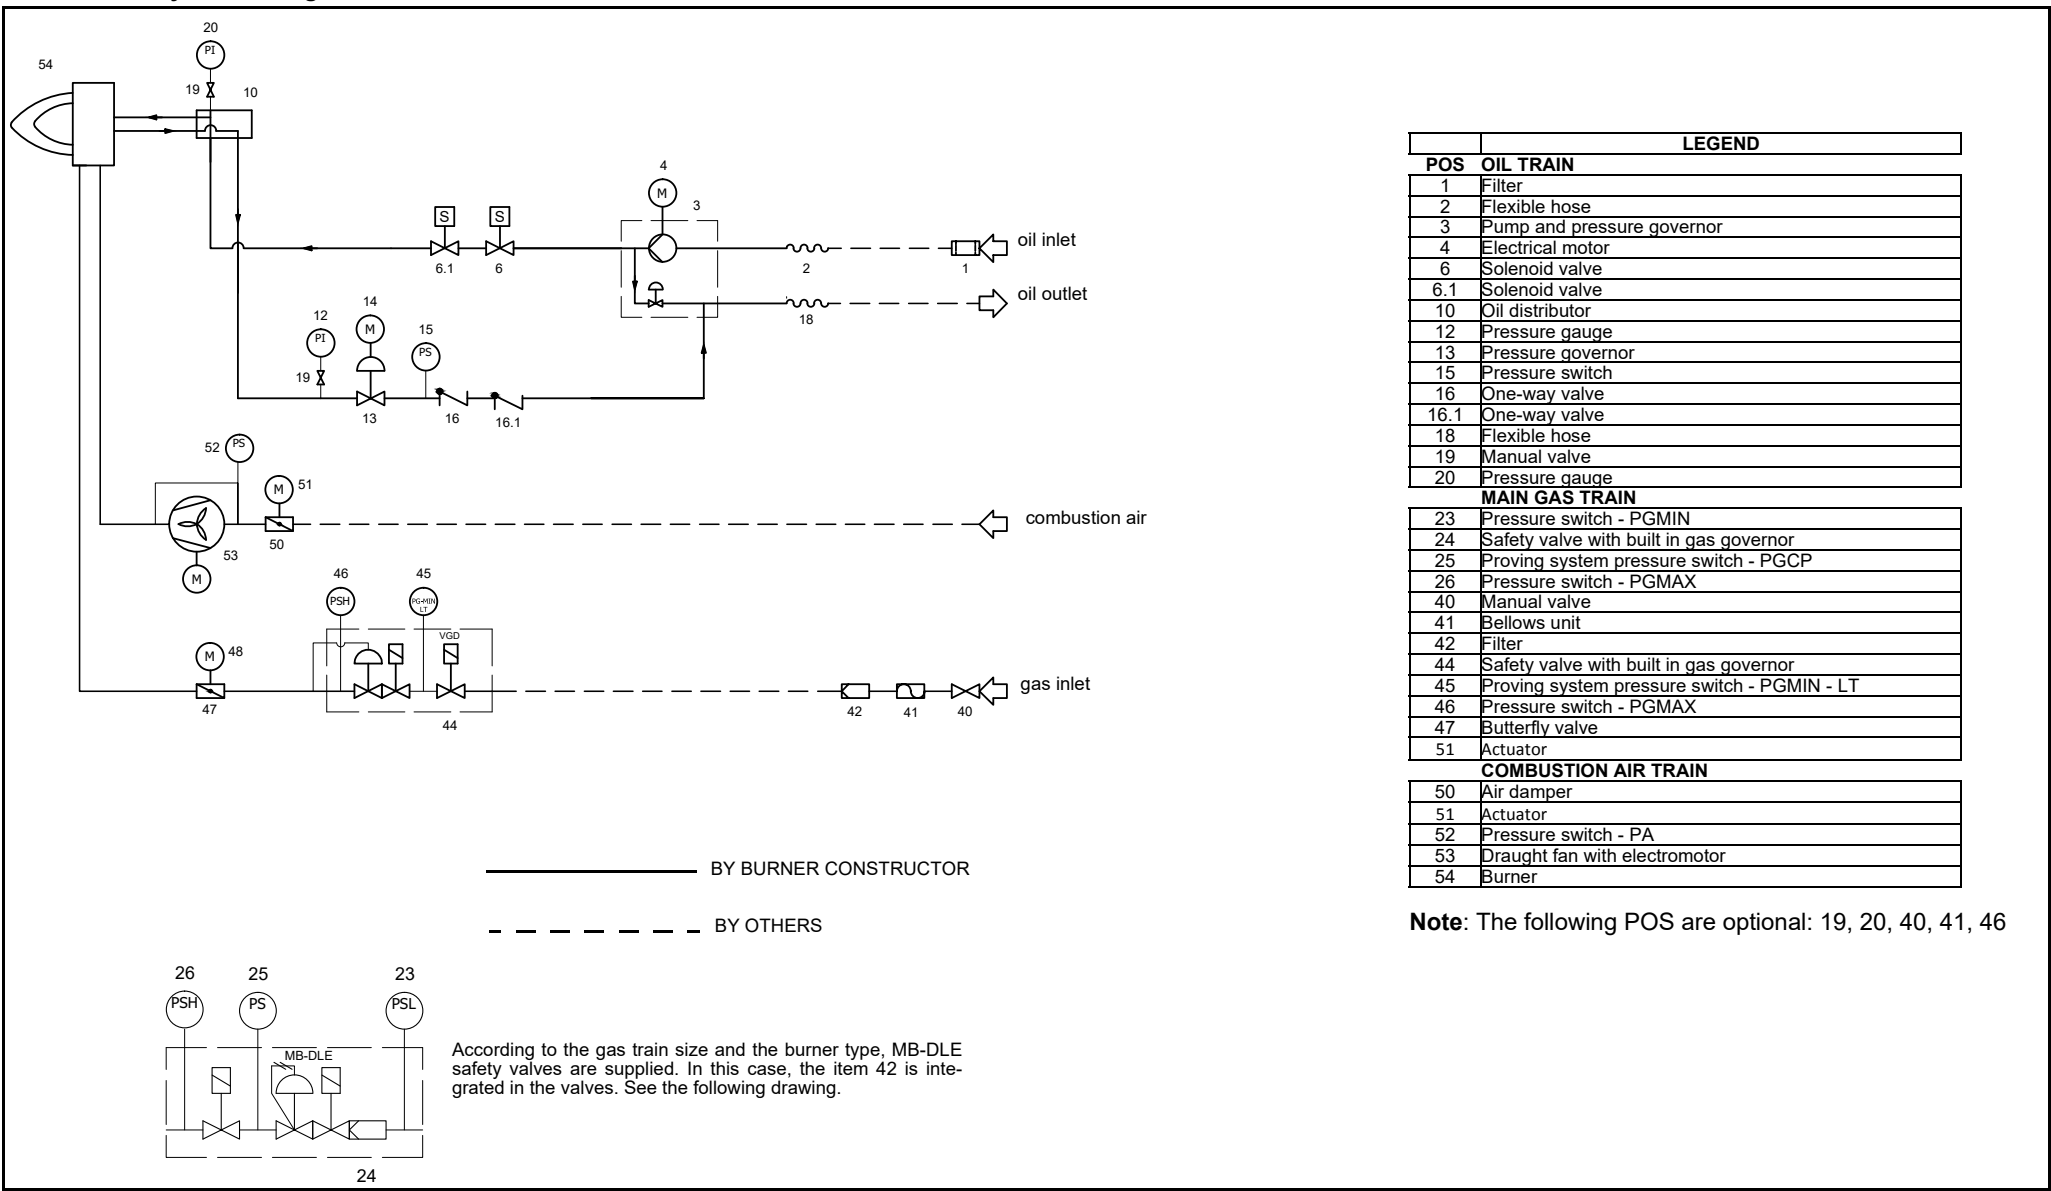 20
PI
54
19
10
4
M
3
S
S
oil inlet
6.1
6
2
1
oil outlet
14
18
12
M
15
PI
PS
19
13
16
16.1
52
PS
M
51
combustion air
50
53
M
46
45
PSH
PG-MIN
LT
VGD
M
48
gas inlet
47
42
41
40
44
BY BURNER CONSTRUCTOR
BY OTHERS
26
25
23
PSH
PS
PSL
MB-DLE
24
According to the gas train size and the burner type, MB-DLE
safety valves are supplied. In this case, the item 42 is inte-
grated in the valves. See the following drawing.
LEGEND
POS OIL TRAIN
1 Filter
2 Flexible hose
3 Pump and pressure governor
4 Electrical motor
6 Solenoid valve
6.1 Solenoid valve
10 Oil distributor
12 Pressure gauge
13 Pressure governor
15 Pressure switch
16 One-way valve
16.1 One-way valve
18 Flexible hose
19 Manual valve
20 Pressure gauge
MAIN GAS TRAIN
23 Pressure switch - PGMIN
24 Safety valve with built in gas governor
25 Proving system pressure switch - PGCP
26 Pressure switch - PGMAX
40 Manual valve
41 Bellows unit
42 Filter
44 Safety valve with built in gas governor
45 Proving system pressure switch - PGMIN - LT
46 Pressure switch - PGMAX
47 Butterfly valve
51 Actuator
COMBUSTION AIR TRAIN
50 Air damper
51 Actuator
52 Pressure switch - PA
53 Draught fan with electromotor
54 Burner
Note: The following POS are optional: 19, 20, 40, 41, 46